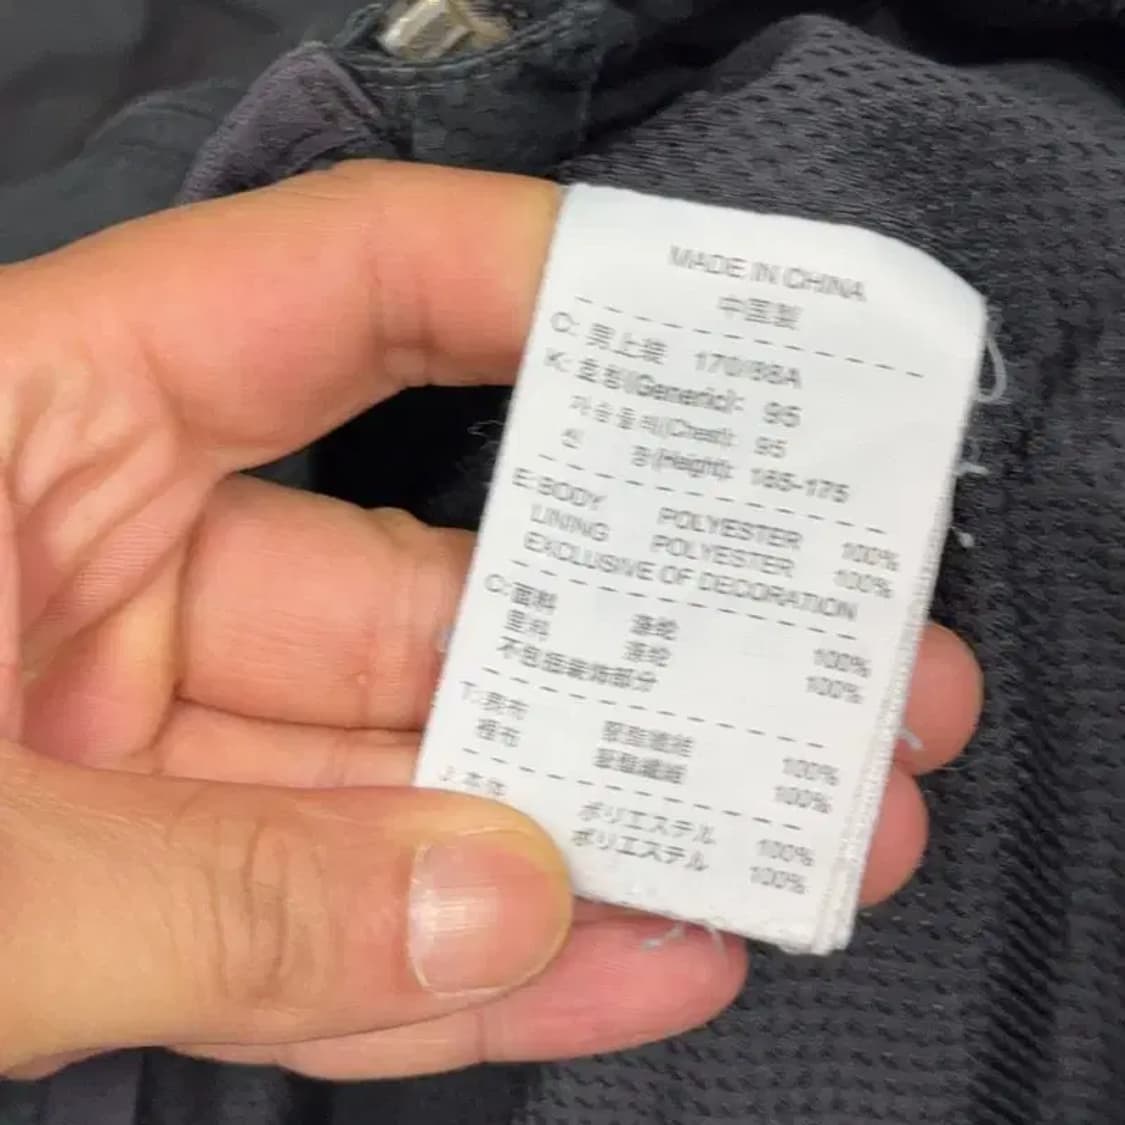 MADE IN CHINA
中国製
C: 男上装 170/88A
K: 호칭(Generic): 95
가슴둘레(Chest): 95
신 장(Height): 165-175
E: BODY POLYESTER 100%
LINING POLYESTER 100%
EXCLUSIVE OF DECORATION
C: 面料 涤纶 100%
里料 涤纶 100%
不包括装饰部分
T: 表布 聚酯纖維 100%
裡布 聚酯纖維 100%
J: 本体 ポリエステル 100%
ポリエステル 100%